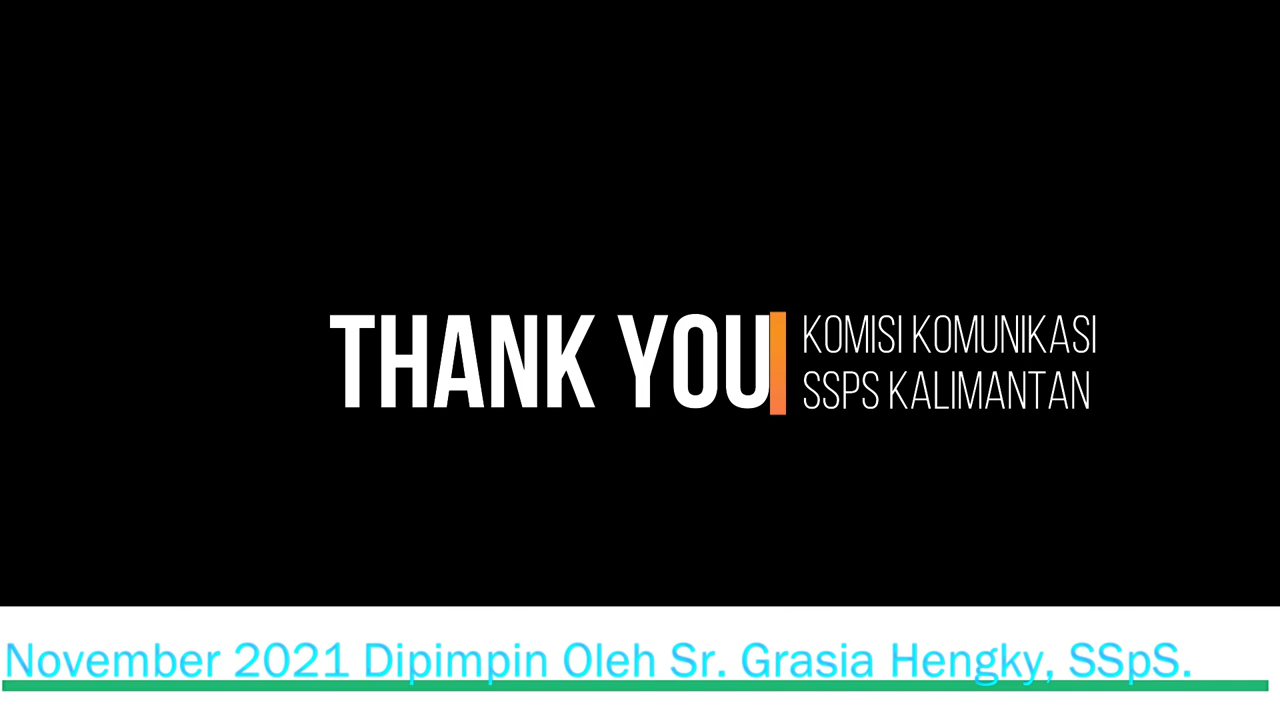 THANK YOU
KOMISI KOMUNIKASI
SSPS KALIMANTAN
November 2021 Dipimpin Oleh Sr. Grasia Hengky, SSpS.